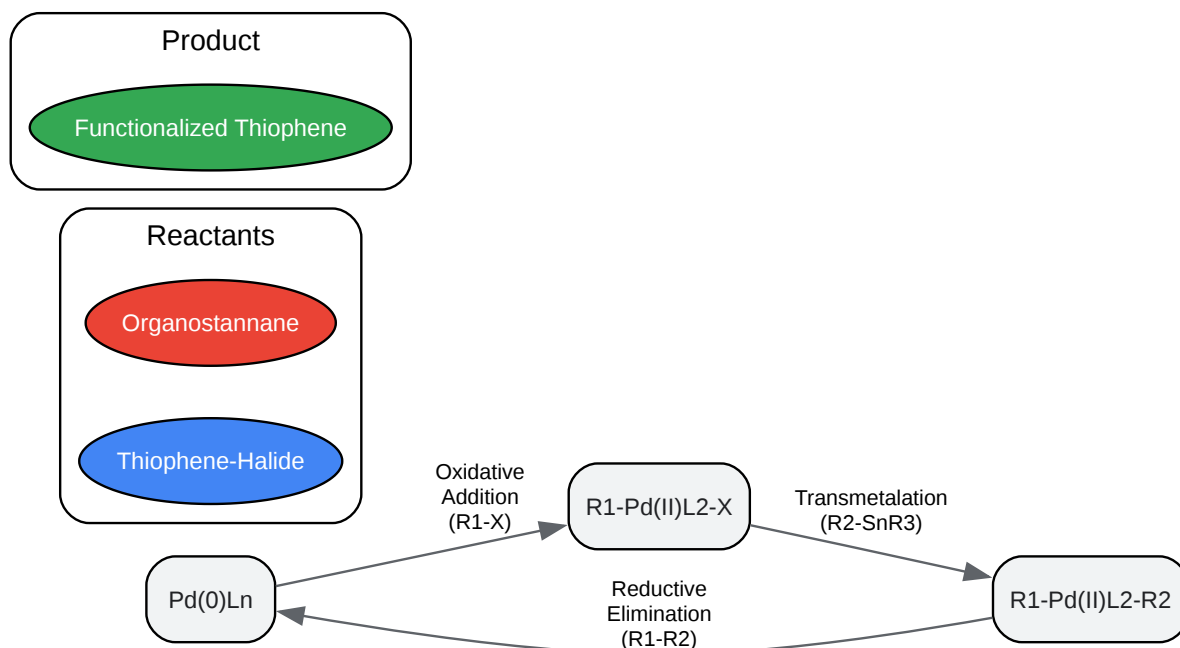 Product
Functionalized Thiophene
Reactants
Organostannane
Thiophene-Halide
Oxidative
Addition
(R1-X)
R1-Pd(II)L2-X
Transmetalation
(R2-SnR3)
Pd(0)Ln
Reductive
Elimination
(R1-R2)
R1-Pd(II)L2-R2